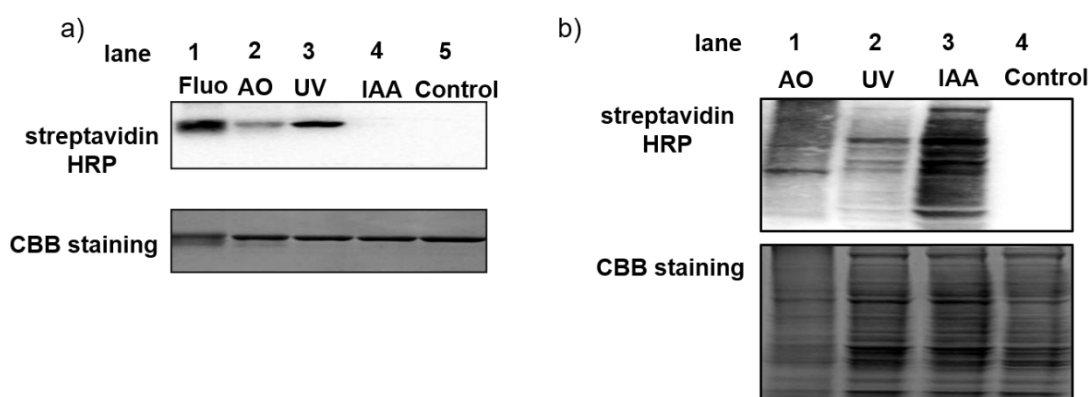 a)
lane 1 2 3 4 5
Fluo AO UV IAA Control
streptavidin
HRP
CBB staining
b)
lane 1 2 3 4
AO UV IAA Control
streptavidin
HRP
CBB staining